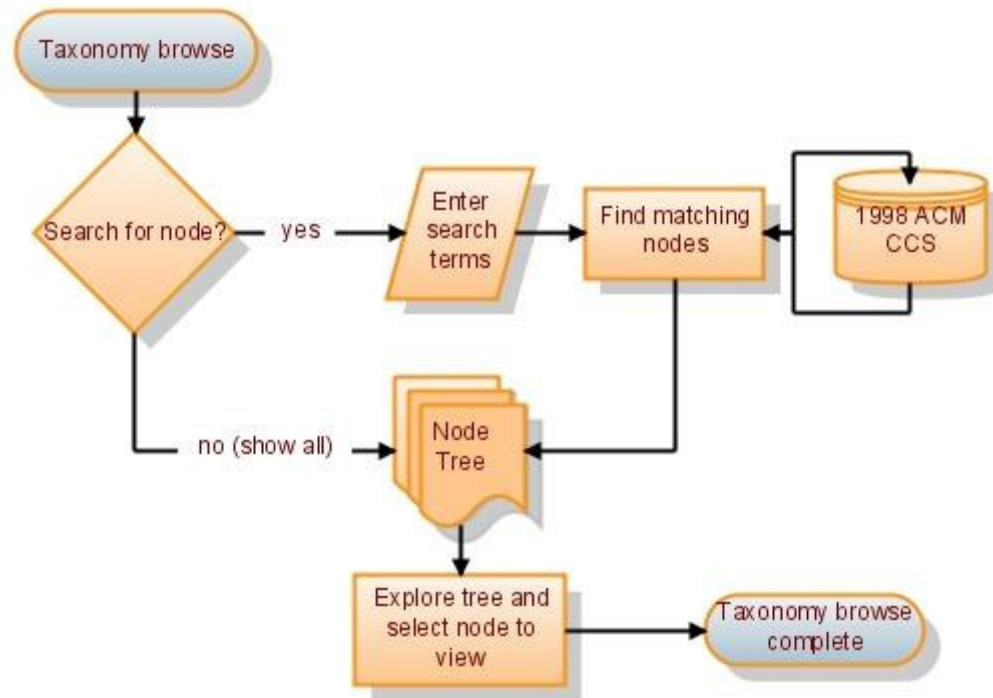 Taxonomy browse
Search for node?
yes
Enter
search
terms
Find matching
nodes
1998 ACM
CCS
no (show all)
Node
Tree
Explore tree and
select node to
view
Taxonomy browse
complete